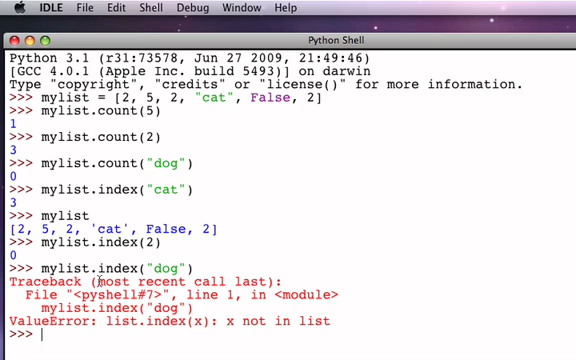 IDLE File Edit Shell Debug Window Help
Python Shell
Python 3.1 (r31:73578, Jun 27 2009, 21:49:46)
[GCC 4.0.1 (Apple Inc. build 5493)] on darwin
Type "copyright", "credits" or "license()" for more information.
>>> mylist = [2, 5, 2, "cat", False, 2]
>>> mylist.count(5)
1
>>> mylist.count(2)
3
>>> mylist.count("dog")
0
>>> mylist.index("cat")
3
>>> mylist
[2, 5, 2, 'cat', False, 2]
>>> mylist.index(2)
0
>>> mylist.index("dog")
Traceback (most recent call last):
  File "<pyshell#7>", line 1, in <module>
    mylist.index("dog")
ValueError: list.index(x): x not in list
>>>